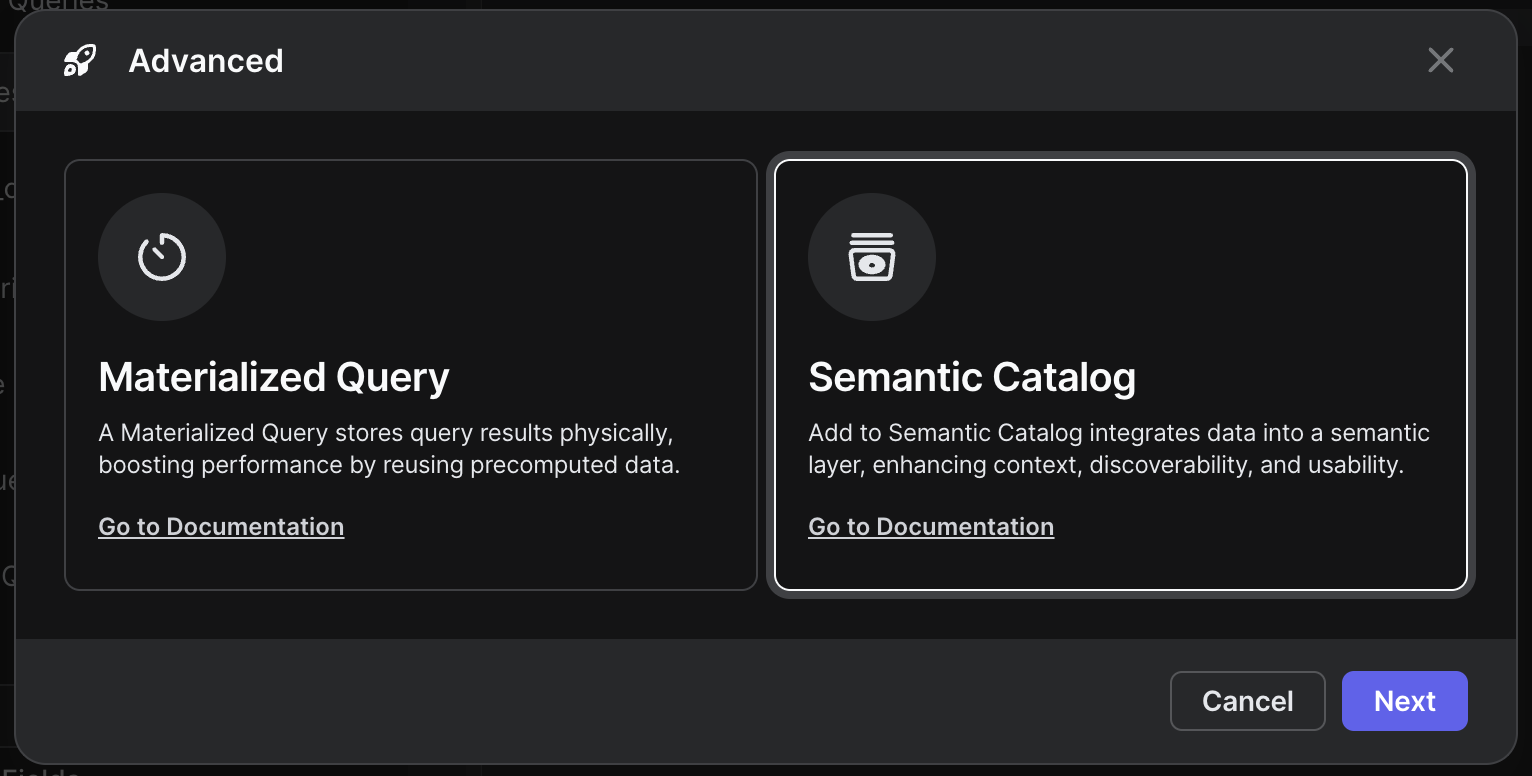 Queries
Advanced
Materialized Query
A Materialized Query stores query results physically,
boosting performance by reusing precomputed data.
Go to Documentation
Semantic Catalog
Add to Semantic Catalog integrates data into a semantic
layer, enhancing context, discoverability, and usability.
Go to Documentation
Cancel
Next
Fields